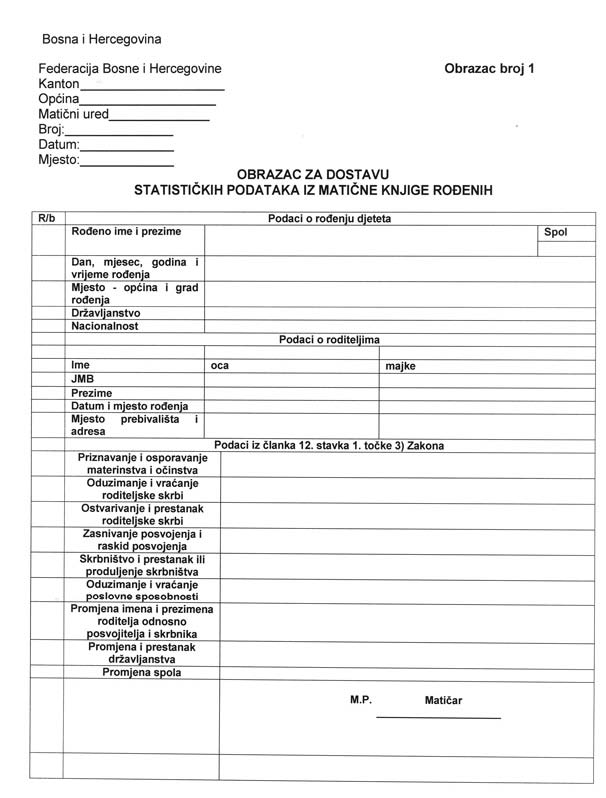 Bosna i Hercegovina
Federacija Bosne i Hercegovine
Obrazac broj 1
Kanton
Općina
Matični ured
Broj:
Datum:
Mjesto:
OBRAZAC ZA DOSTAVU
STATISTIČKIH PODATAKA IZ MATIČNE KNJIGE ROĐENIH
R/b
Podaci o rođenju djeteta
Rođeno ime i prezime
Spol
Dan, mjesec, godina i
vrijeme rođenja
Mjesto - općina i grad
rođenja
Državljanstvo
Nacionalnost
Podaci o roditeljima
Ime
oca
majke
JMB
Prezime
Datum i mjesto rođenja
Mjesto prebivališta i
adresa
Podaci iz članka 12. stavka 1. točke 3) Zakona
Priznavanje i osporavanje
materinstva i očinstva
Oduzimanje i vraćanje
roditeljske skrbi
Ostvarivanje i prestanak
roditeljske skrbi
Zasnivanje posvojenja i
raskid posvojenja
Skrbništvo i prestanak ili
produljenje skrbništva
Oduzimanje i vraćanje
poslovne sposobnosti
Promjena imena i prezimena
roditelja odnosno
posvojitelja i skrbnika
Promjena i prestanak
državljanstva
Promjena spola
M.P.
Matičar